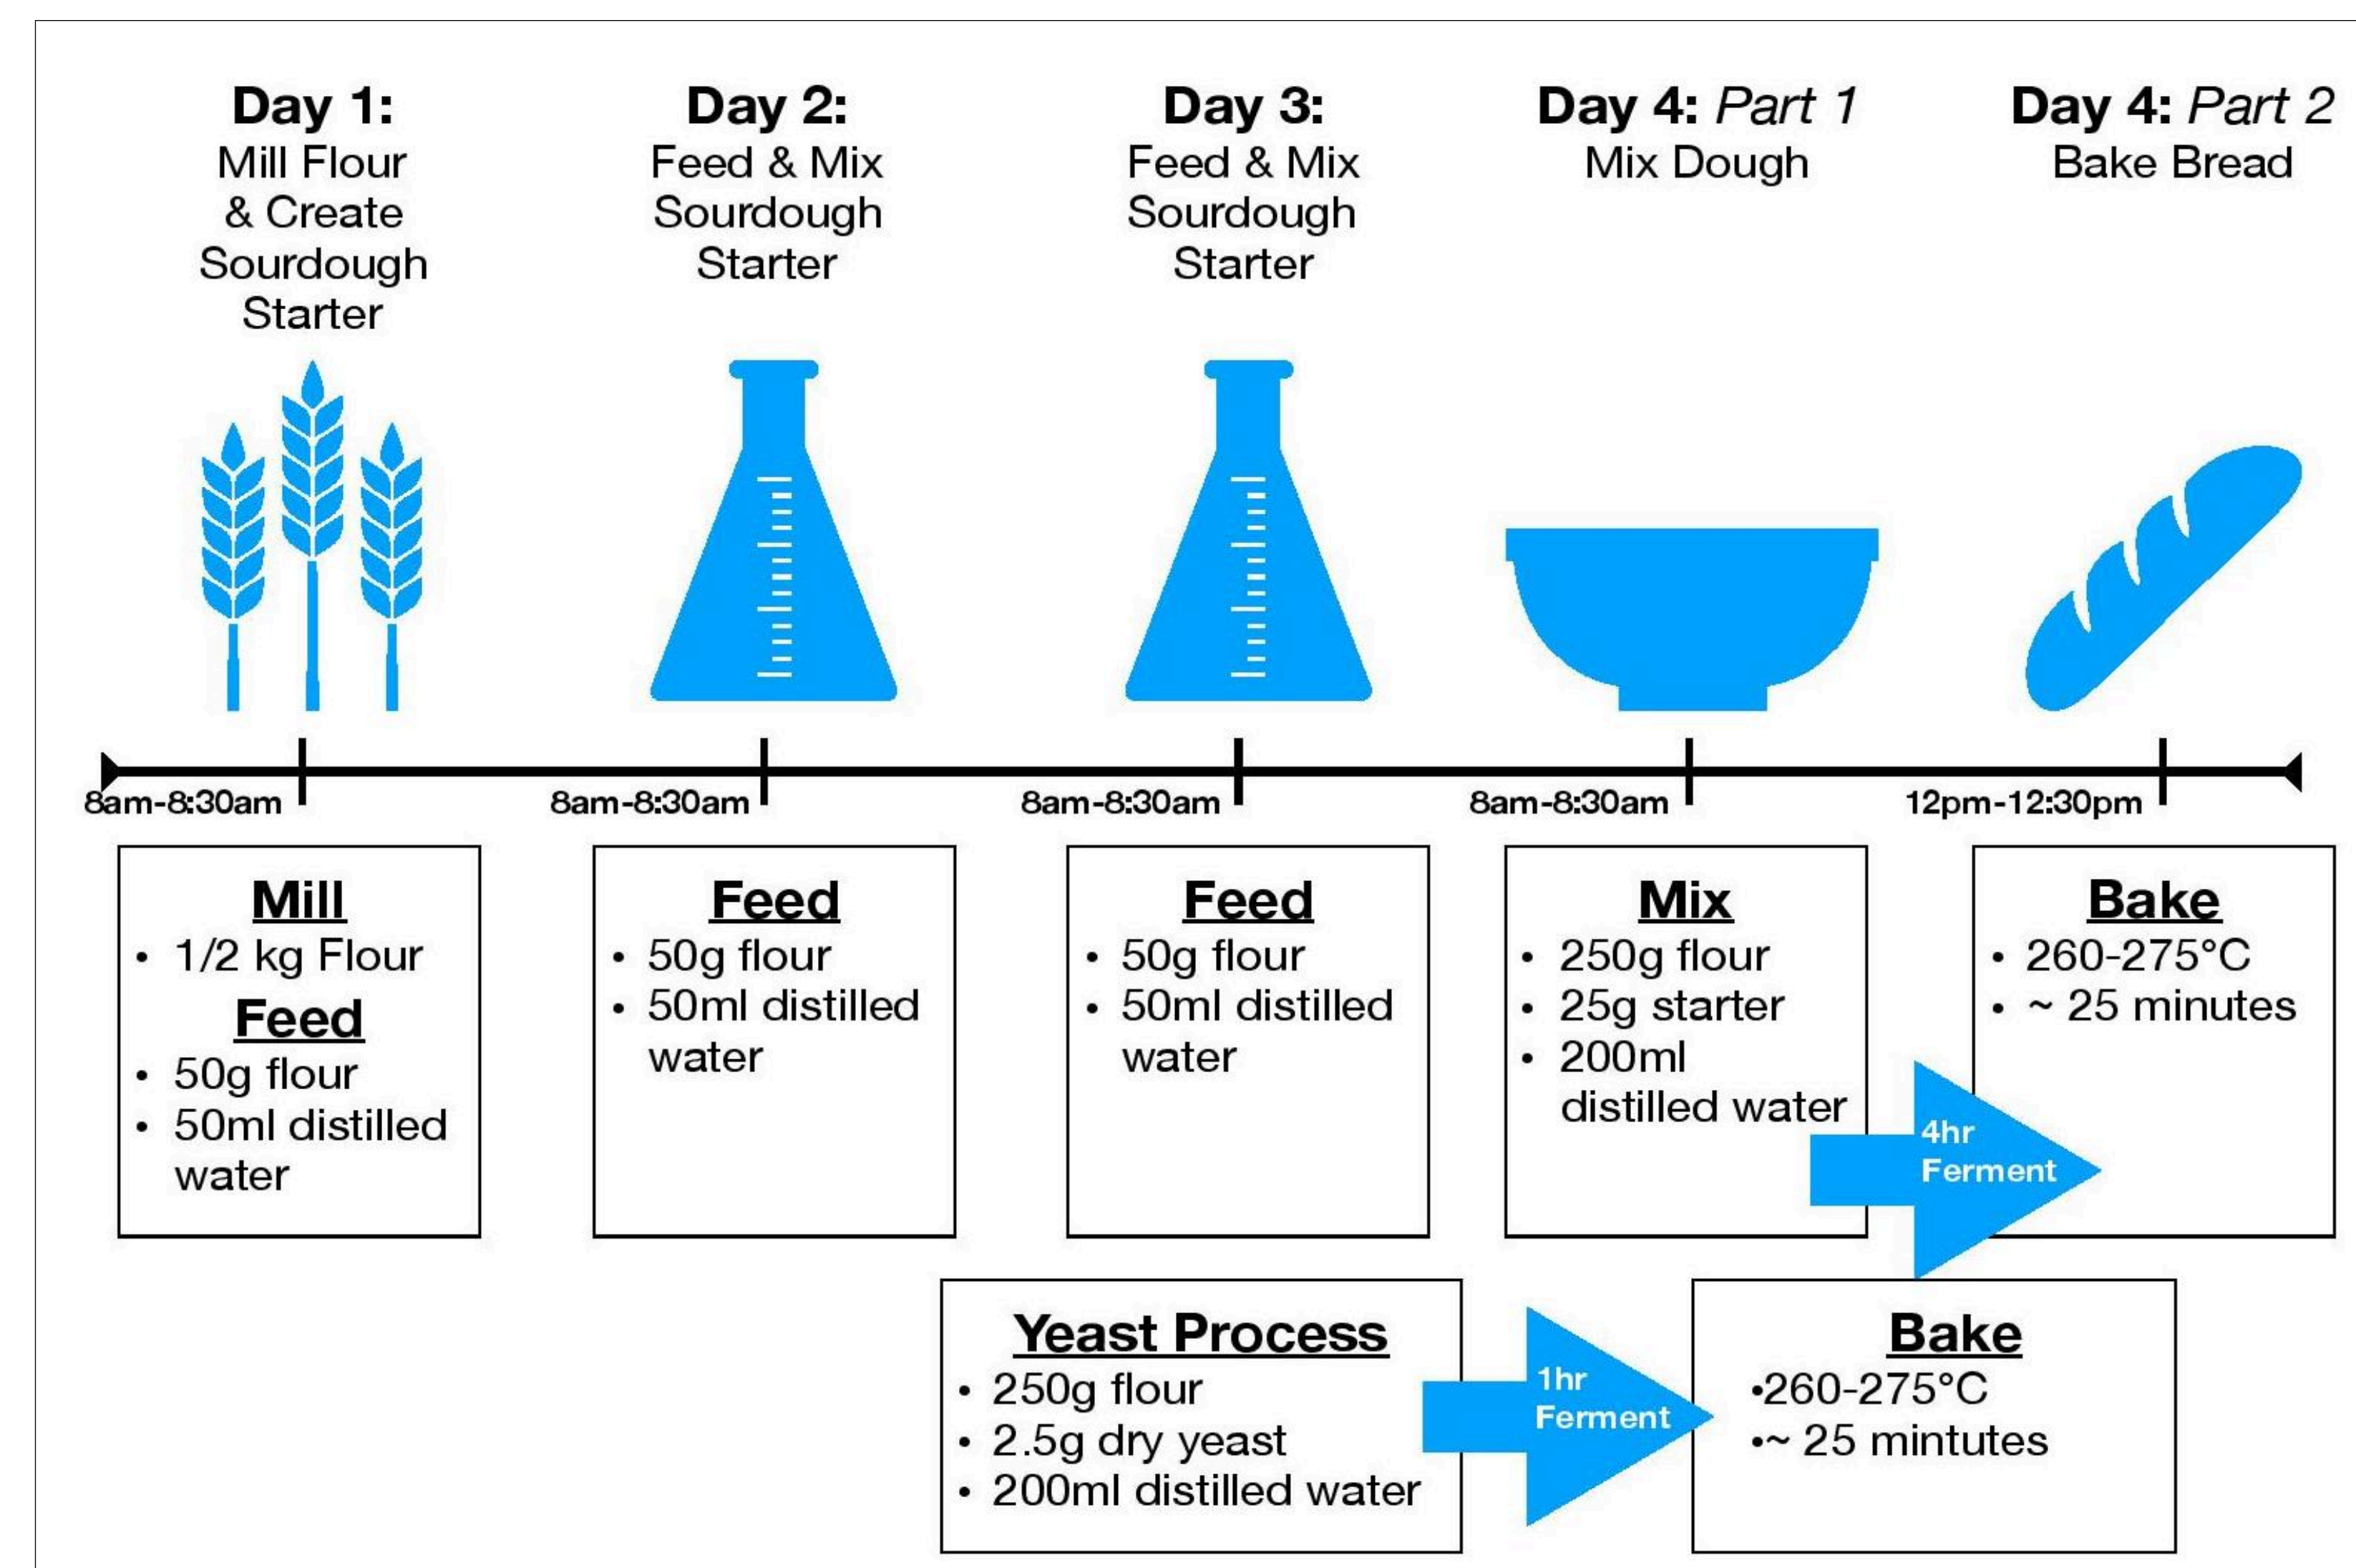 Day 1:
Mill Flour
& Create
Sourdough
Starter
Day 2:
Feed & Mix
Sourdough
Starter
Day 3:
Feed & Mix
Sourdough
Starter
Day 4: Part 1
Mix Dough
Day 4: Part 2
Bake Bread
8am-8:30am
8am-8:30am
8am-8:30am
8am-8:30am
12pm-12:30pm
Mill
• 1/2 kg Flour
Feed
• 50g flour
• 50ml distilled
water
Feed
• 50g flour
• 50ml distilled
water
Feed
• 50g flour
• 50ml distilled
water
Mix
• 250g flour
• 25g starter
• 200ml
distilled water
4hr
Ferment
Bake
• 260-275°C
• ~ 25 minutes
Yeast Process
• 250g flour
• 2.5g dry yeast
• 200ml distilled water
1hr
Ferment
Bake
•260-275°C
•~ 25 mintutes